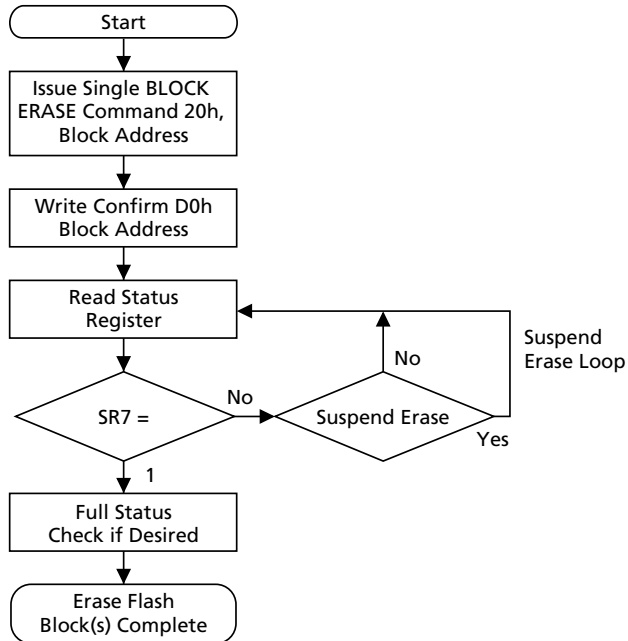 Start
Issue Single BLOCK
ERASE Command 20h,
Block Address
Write Confirm D0h
Block Address
Read Status
Register
Suspend
Erase Loop
No
SR7 =
No
Suspend Erase
Yes
1
Full Status
Check if Desired
Erase Flash
Block(s) Complete